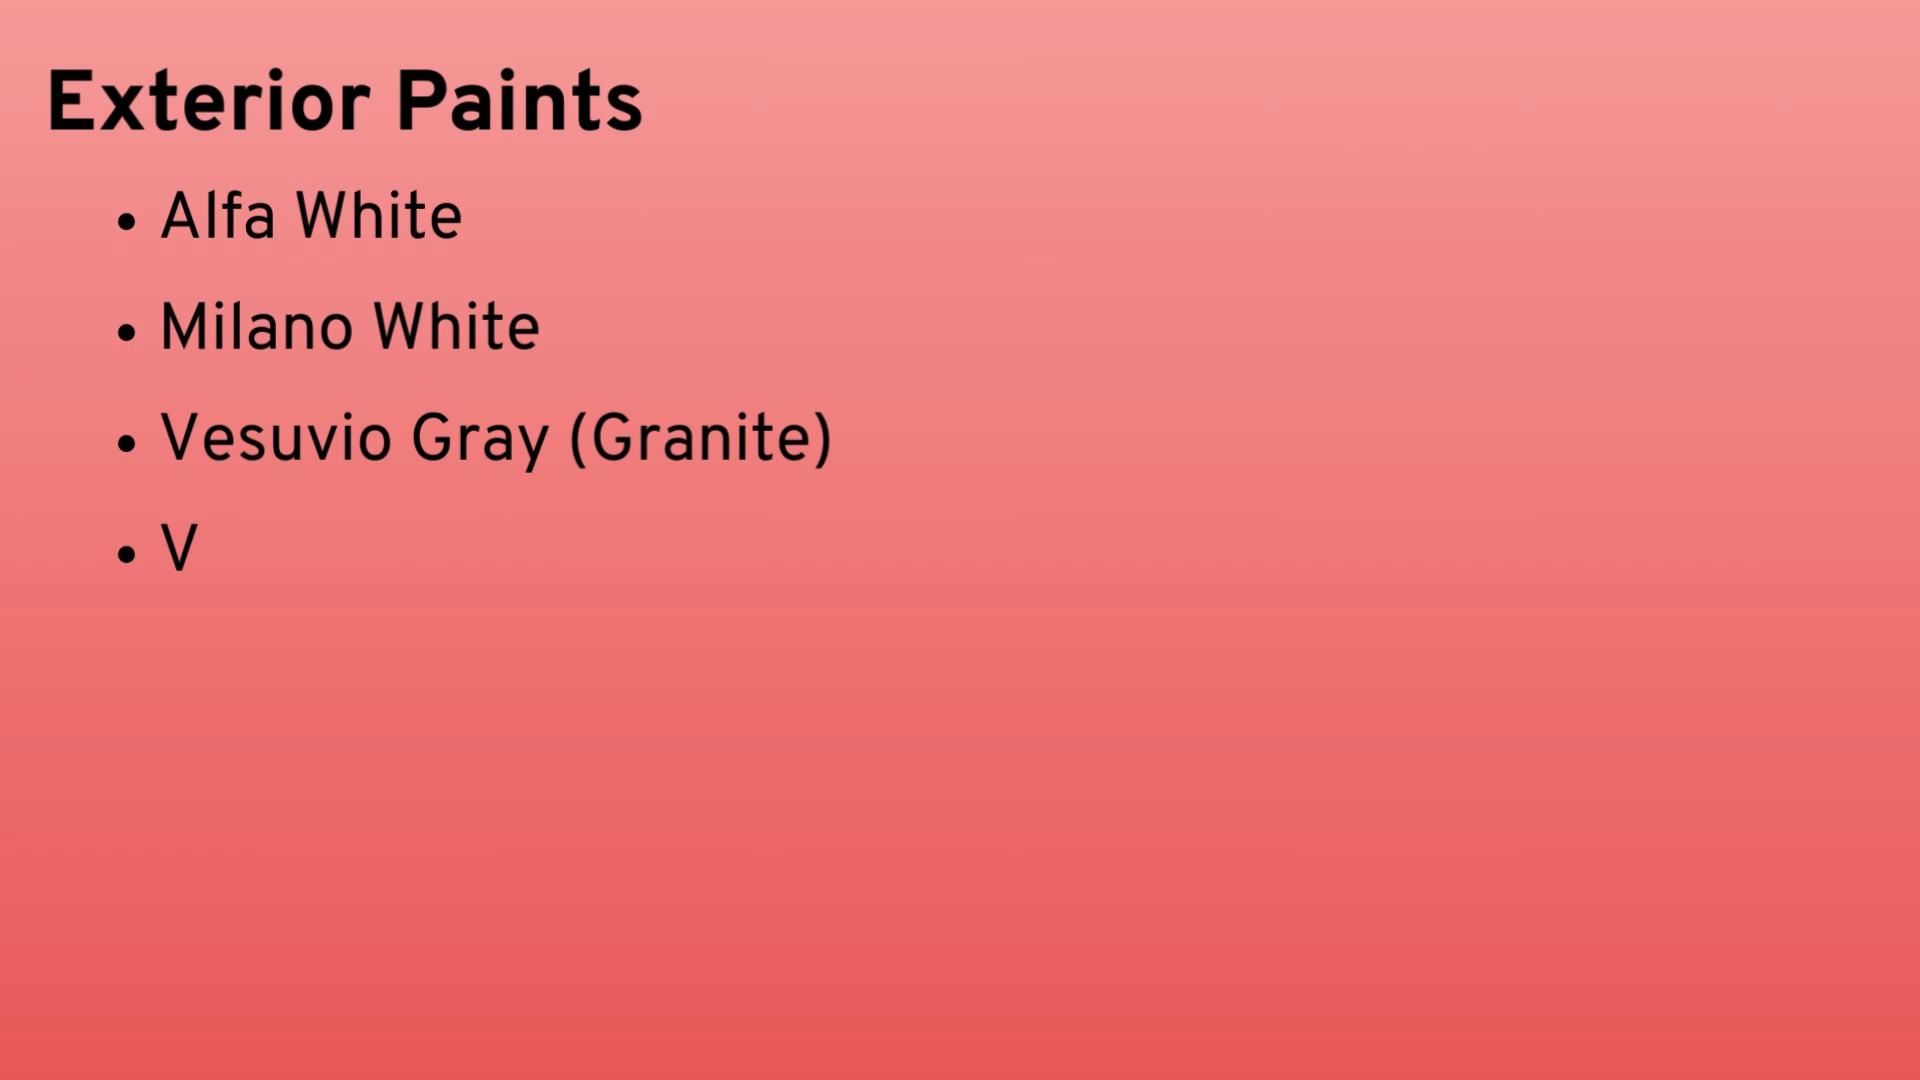 Exterior Paints
• Alfa White
• Milano White
• Vesuvio Gray (Granite)
• V